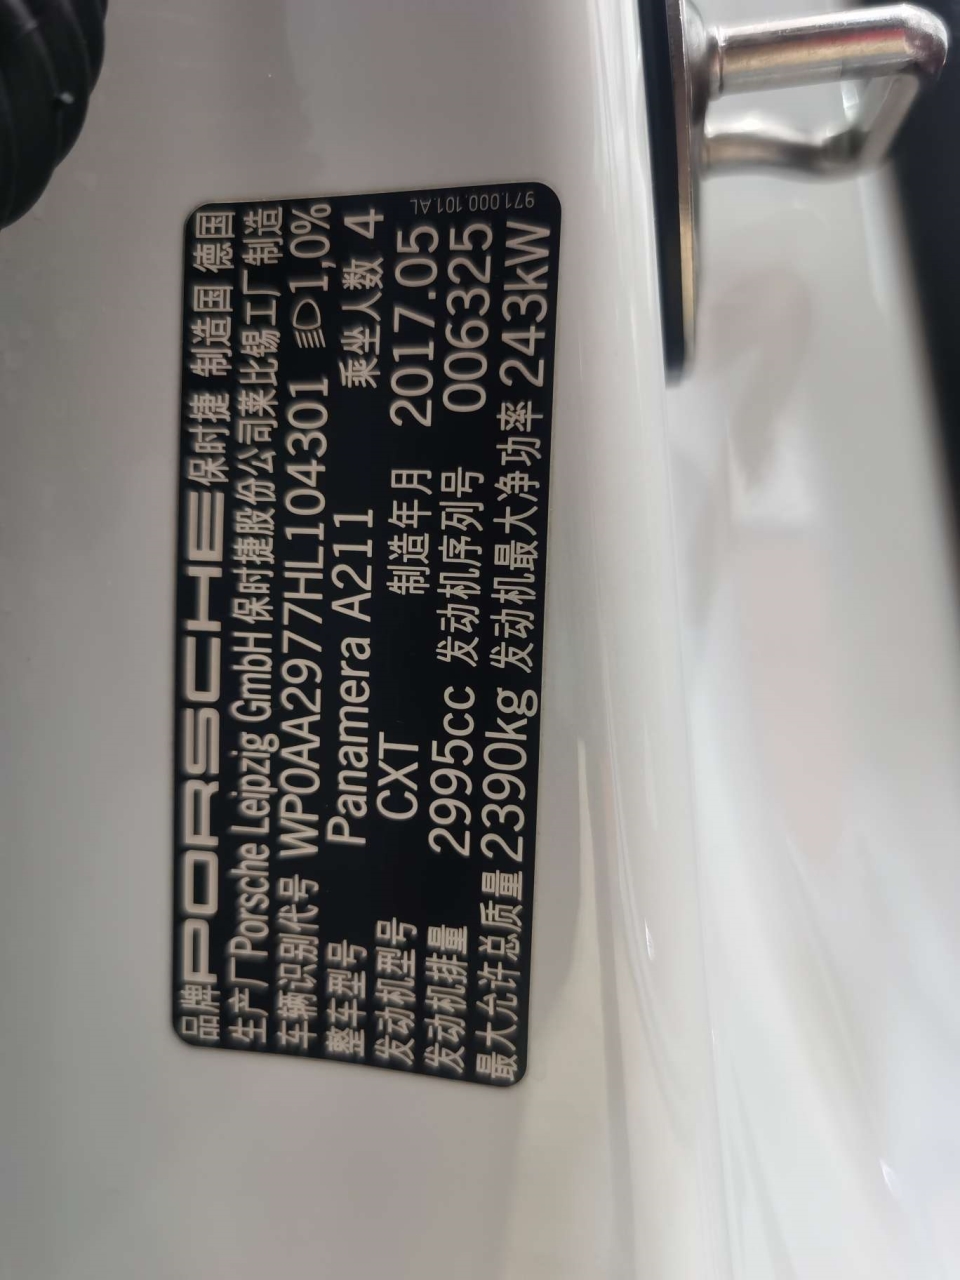 品牌 PORSCHE 保时捷 制造国 德国
生产厂 Porsche Leipzig GmbH 保时捷股份公司莱比锡工厂制造
车辆识别代号 WP0AA2977HL104301 1,0%
整车型号 Panamera A211 乘坐人数 4
发动机型号 CXT 制造年月 2017.05
发动机排量 2995cc 发动机序列号 006325
最大允许总质量 2390kg 发动机最大净功率 243kW
971.000.101.AL